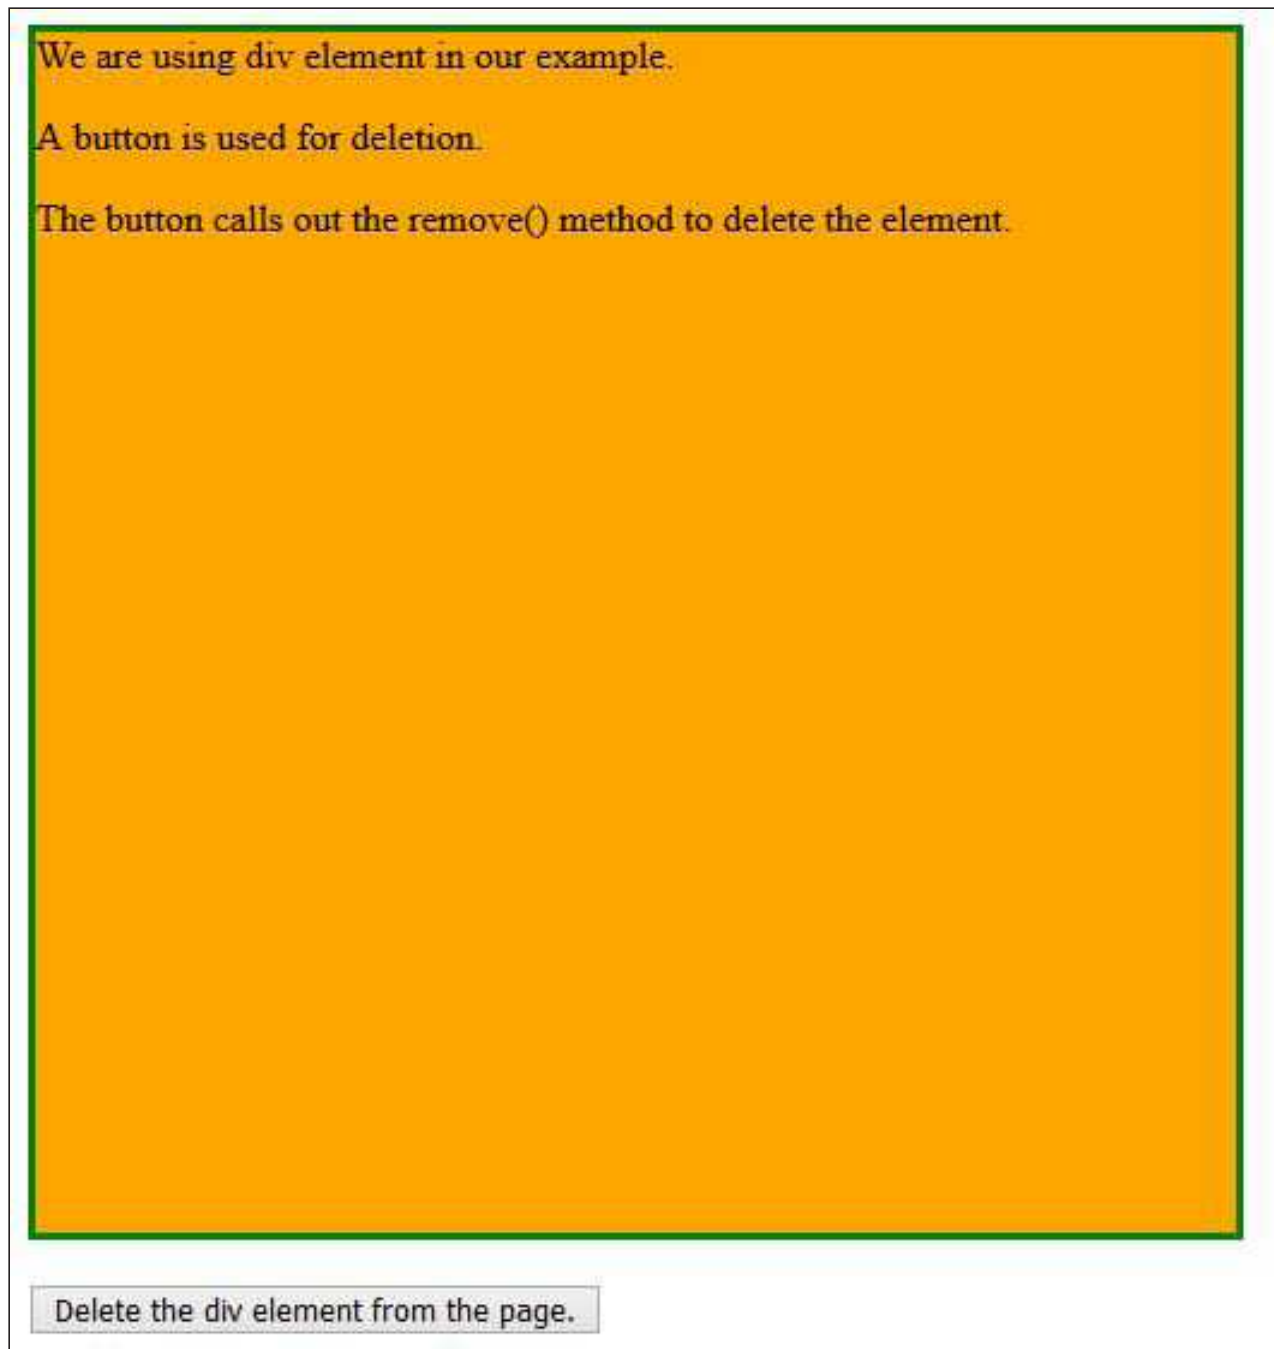 We are using div element in our example.
A button is used for deletion.
The button calls out the remove() method to delete the element.
Delete the div element from the page.